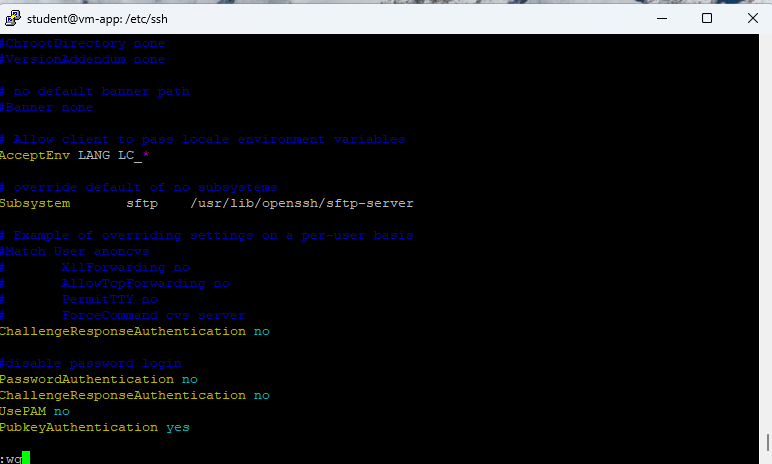 student@vm-app: /etc/ssh
#ChrootDirectory none
#VersionAddendum none
# no default banner path
#Banner none
# Allow client to pass locale environment variables
AcceptEnv LANG LC_*
# override default of no subsystems
Subsystem       sftp    /usr/lib/openssh/sftp-server
# Example of overriding settings on a per-user basis
#Match User anoncvs
#       X11Forwarding no
#       AllowTcpForwarding no
#       PermitTTY no
#       ForceCommand cvs server
ChallengeResponseAuthentication no
#disable password login
PasswordAuthentication no
ChallengeResponseAuthentication no
UsePAM no
PubkeyAuthentication yes
:wq